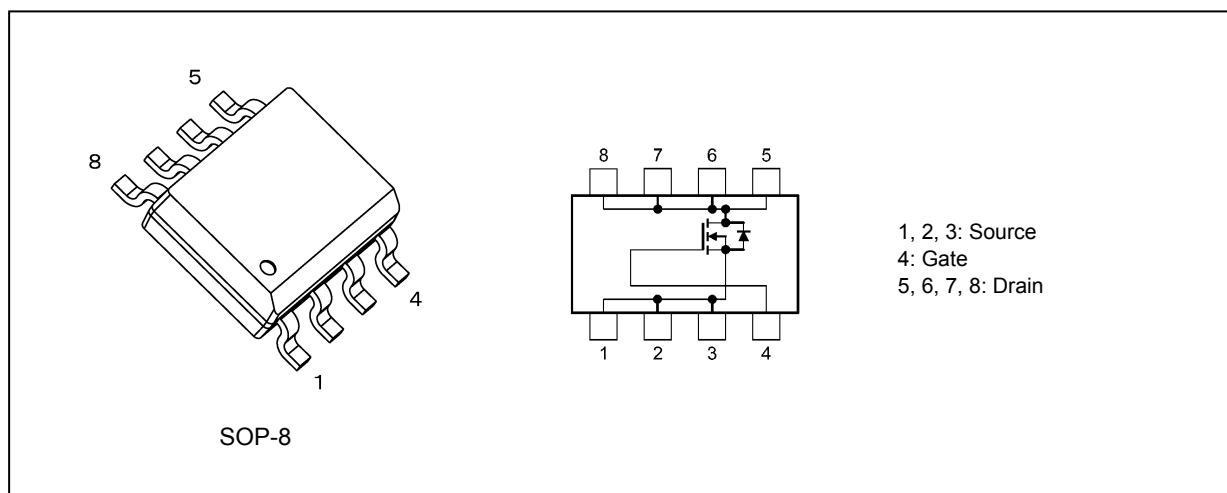 5
8
4
1
SOP-8
8 7 6 5
1 2 3 4
1, 2, 3: Source
4: Gate
5, 6, 7, 8: Drain